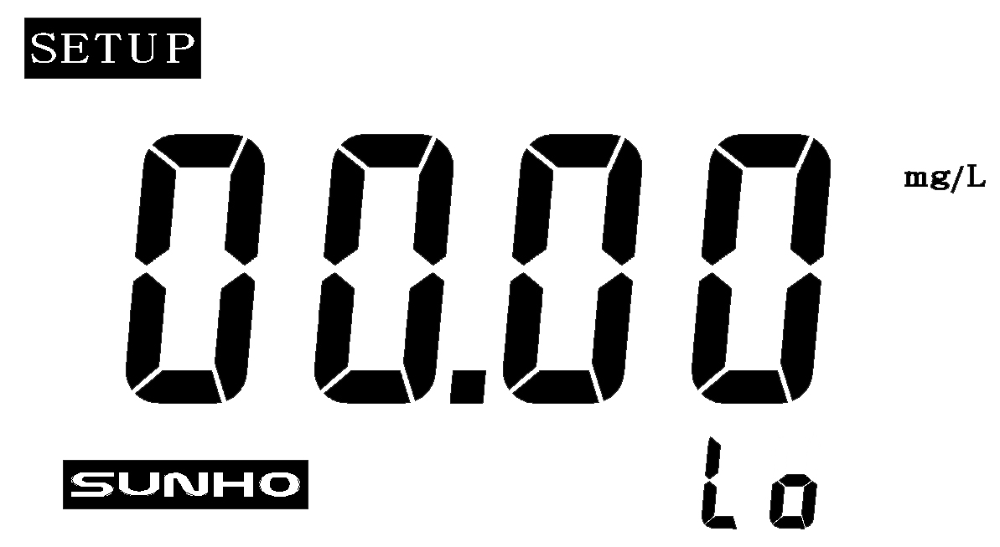 SETUP
00.00
mg/L
SUNHO
Lo